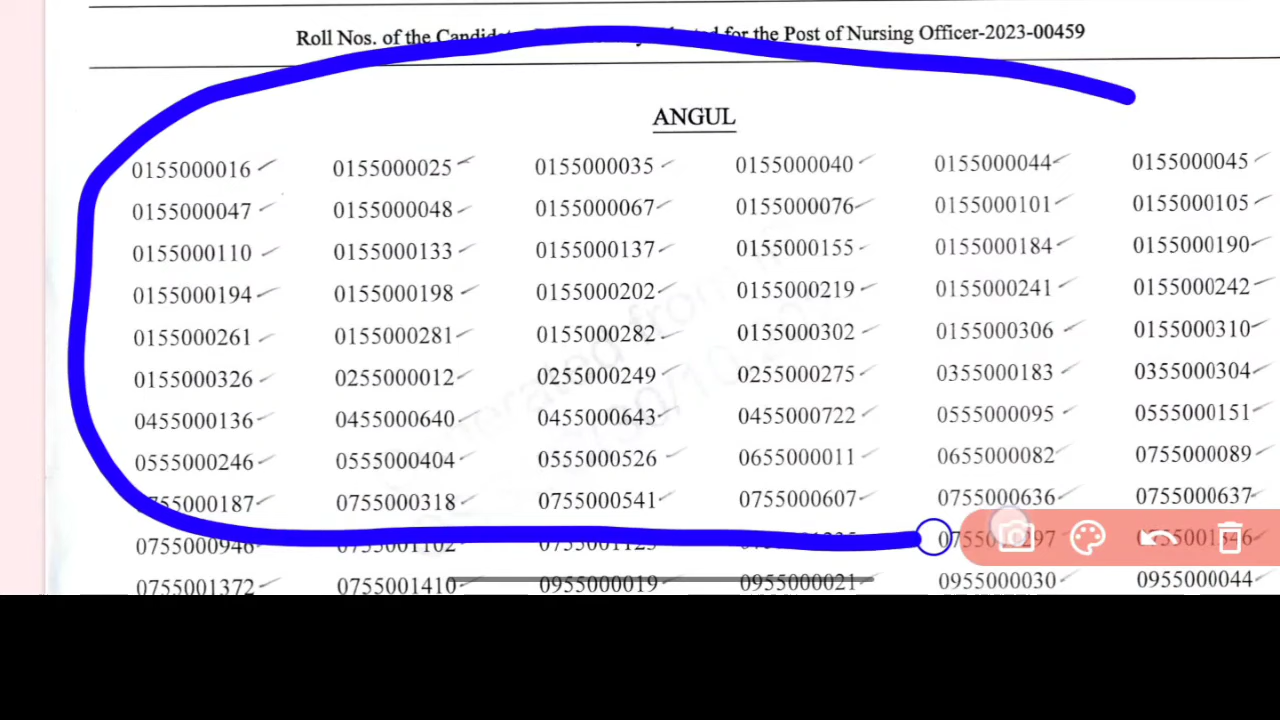 Roll Nos. of the for the Post of Nursing Officer-2023-00459
ANGUL
0155000016 0155000025 0155000035 0155000040 0155000044 0155000045
0155000047 0155000048 0155000067 0155000076 0155000101 0155000105
0155000110 0155000133 0155000137 0155000155 0155000184 0155000190
0155000194 0155000198 0155000202 0155000219 0155000241 0155000242
0155000261 0155000281 0155000282 0155000302 0155000306 0155000310
0155000326 0255000012 0255000249 0255000275 0355000183 0355000304
0455000136 0455000640 0455000643 0455000722 0555000095 0555000151
0555000246 0555000404 0555000526 0655000011 0655000082 0755000089
0755000187 0755000318 0755000541 0755000607 0755000636 0755000637
0755000946 0755001102
0755001372 0755001410 0955000019 0955000021 0955000030 0955000044